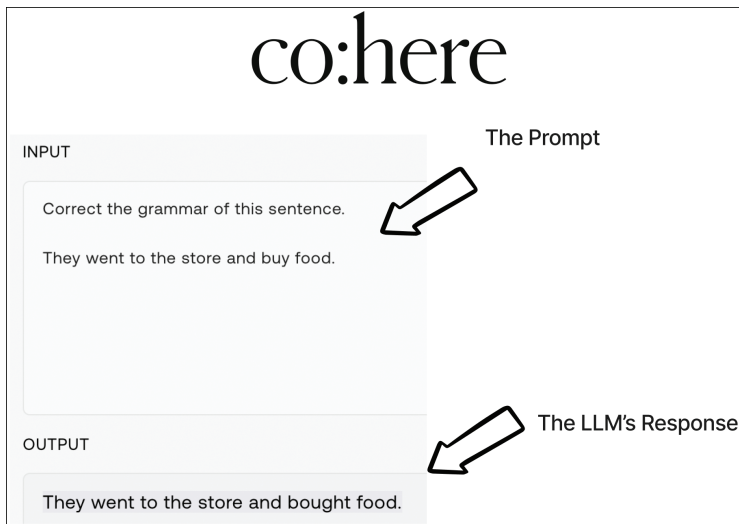 co:here
The Prompt
INPUT
Correct the grammar of this sentence.
They went to the store and buy food.
The LLM's Response
OUTPUT
They went to the store and bought food.